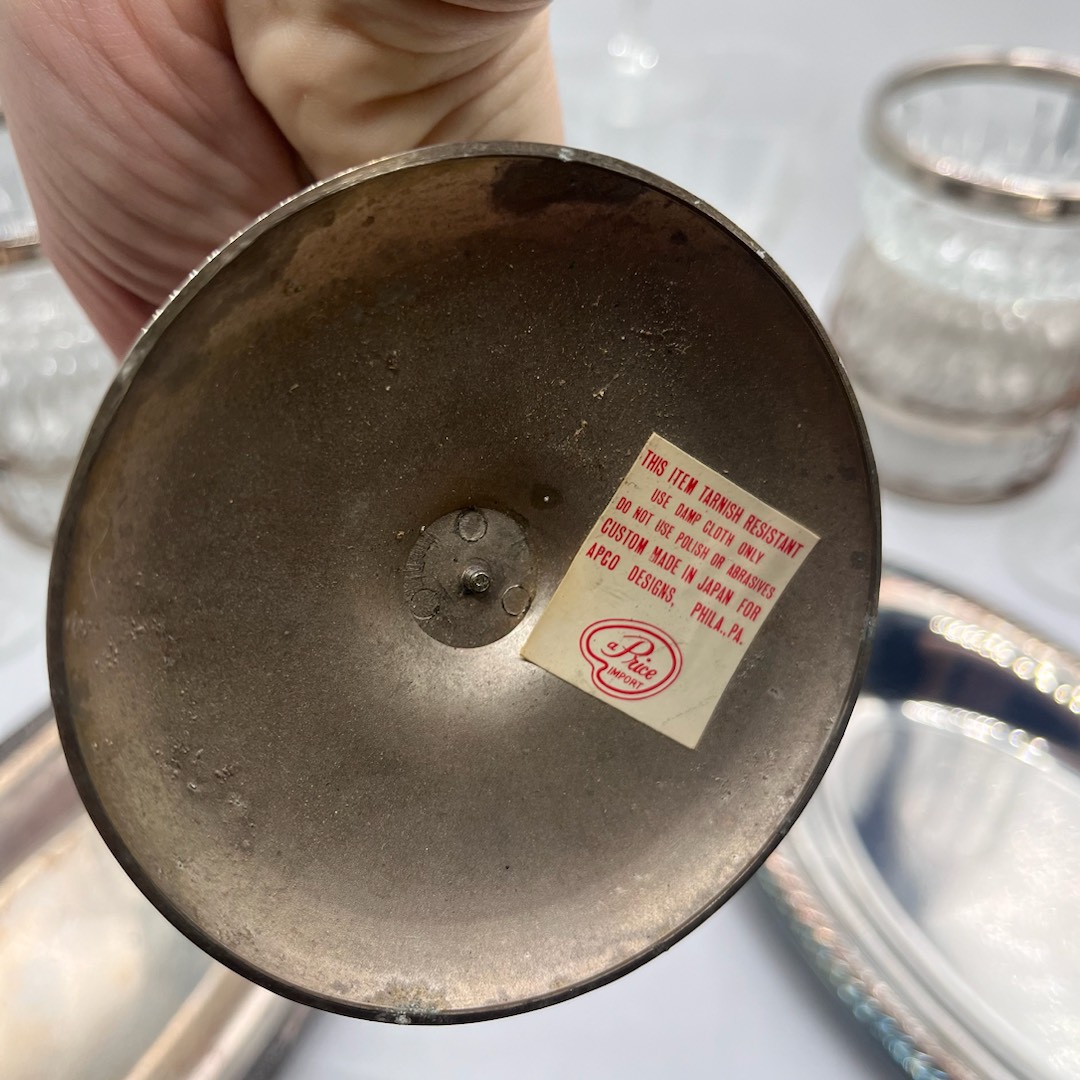 THIS ITEM TARNISH RESISTANT
USE DAMP CLOTH ONLY
DO NOT USE POLISH OR ABRASIVES
CUSTOM MADE IN JAPAN FOR
APCO DESIGNS, PHILA., PA.
a Price
IMPORT